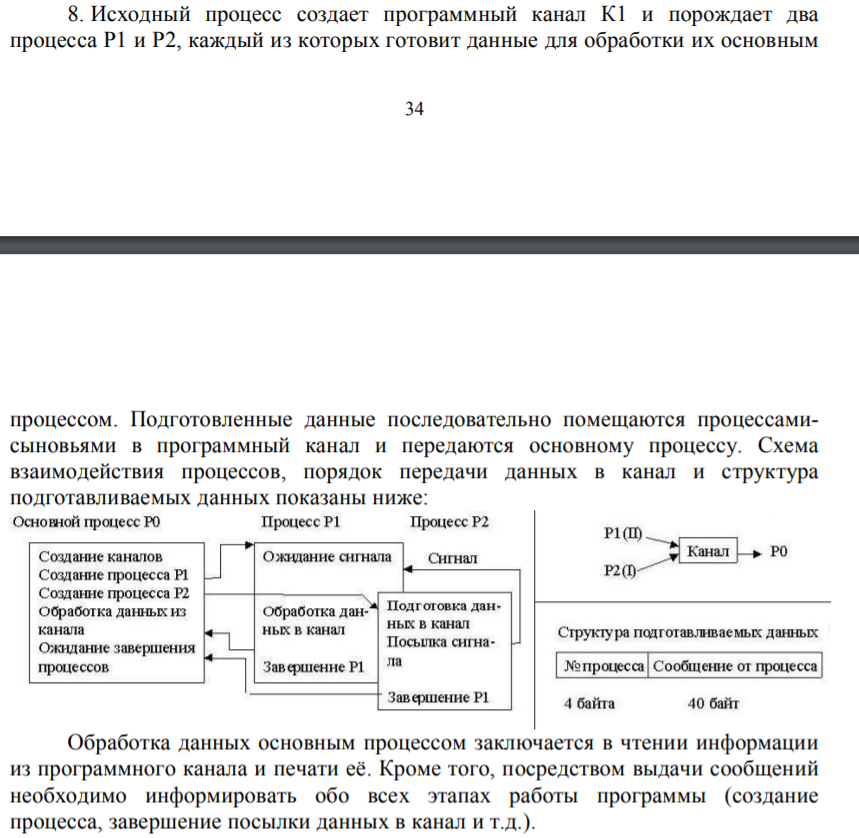 8. Исходный процесс создает программный канал К1 и порождает два
процесса Р1 и Р2, каждый из которых готовит данные для обработки их основным
34
процессом. Подготовленные данные последовательно помещаются процессами-
сыновьями в программный канал и передаются основному процессу. Схема
взаимодействия процессов, порядок передачи данных в канал и структура
подготавливаемых данных показаны ниже:
Основной процесс Р0
Создание каналов
Создание процесса Р1
Создание процесса Р2
Обработка данных из
канала
Ожидание завершения
процессов
Процесс Р1
Ожидание сигнала
Обработка дан-
ных в канал
Завершение Р1
Процесс Р2
Сигнал
Подготовка дан-
ных в канал
Посылка сигна-
ла
Завершение Р1
Р1(II)
Р2(I)
Канал
Р0
Структура подготавливаемых данных
№процесса Сообщение от процесса
4 байта 40 байт
Обработка данных основным процессом заключается в чтении информации
из программного канала и печати её. Кроме того, посредством выдачи сообщений
необходимо информировать обо всех этапах работы программы (создание
процесса, завершение посылки данных в канал и т.д.).